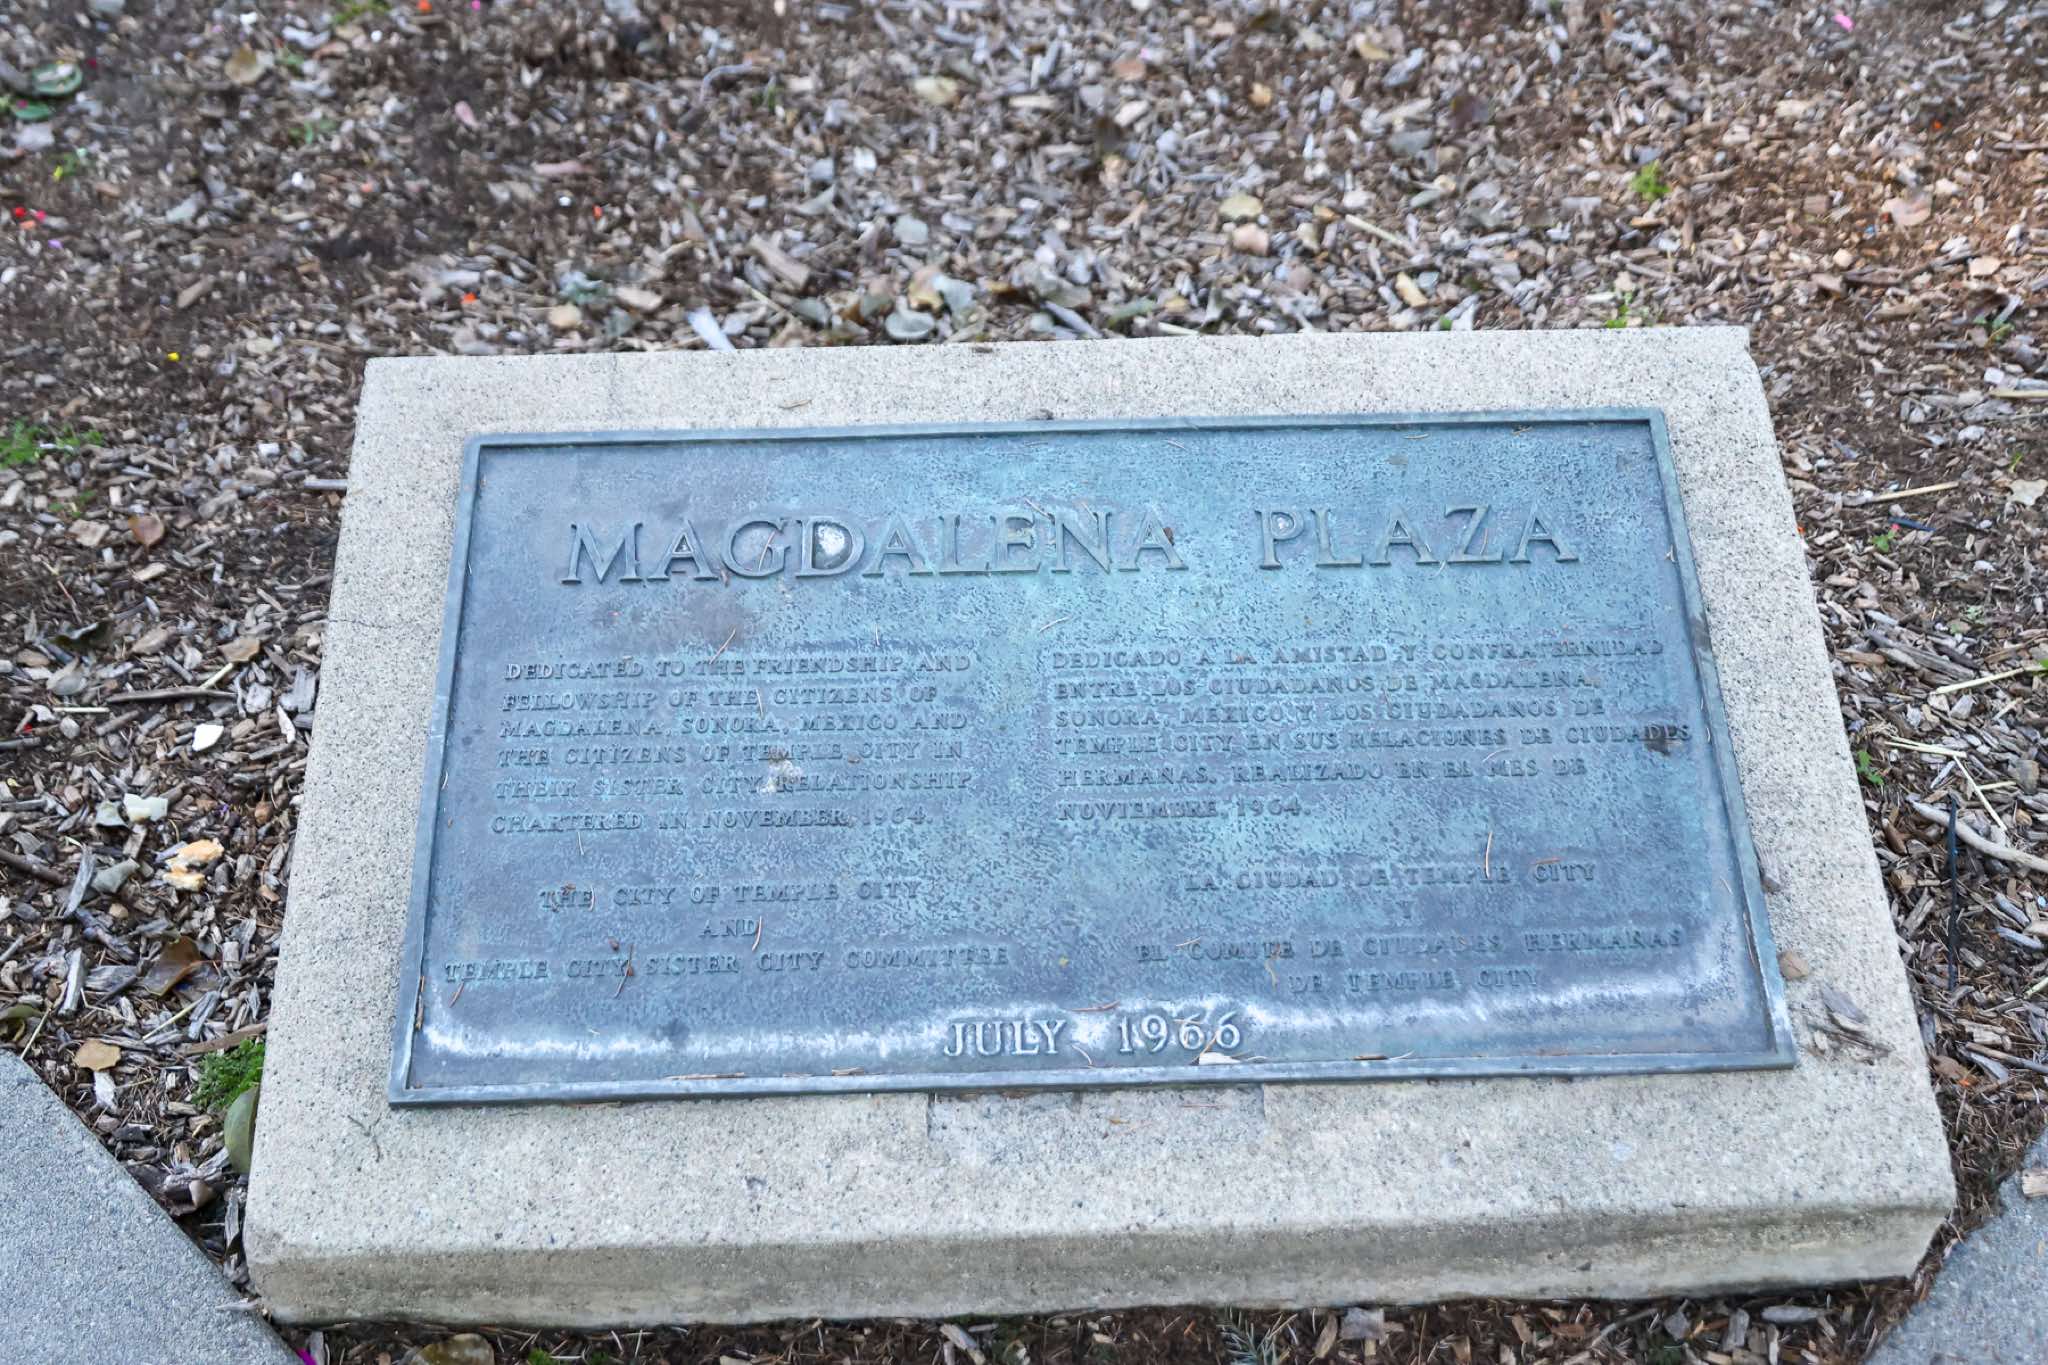 MAGDALENA PLAZA
DEDICATED TO THE FRIENDSHIP AND
FELLOWSHIP OF THE CITIZENS OF
MAGDALENA, SONORA, MEXICO AND
THE CITIZENS OF TEMPLE CITY IN
THEIR SISTER CITY RELATIONSHIP
CHARTERED IN NOVEMBER, 1964.
THE CITY OF TEMPLE CITY
AND
TEMPLE CITY SISTER CITY COMMITTEE
DEDICADO A LA AMISTAD Y CONFRATERNIDAD
ENTRE LOS CIUDADANOS DE MAGDALENA,
SONORA, MEXICO Y LOS CIUDADANOS DE
TEMPLE CITY EN SUS RELACIONES DE CIUDADES
HERMANAS, REALIZADO EN EL MES DE
NOVIEMBRE, 1964.
LA CIUDAD DE TEMPLE CITY
Y
EL COMITE DE CIUDADES HERMANAS
DE TEMPLE CITY
JULY 1966